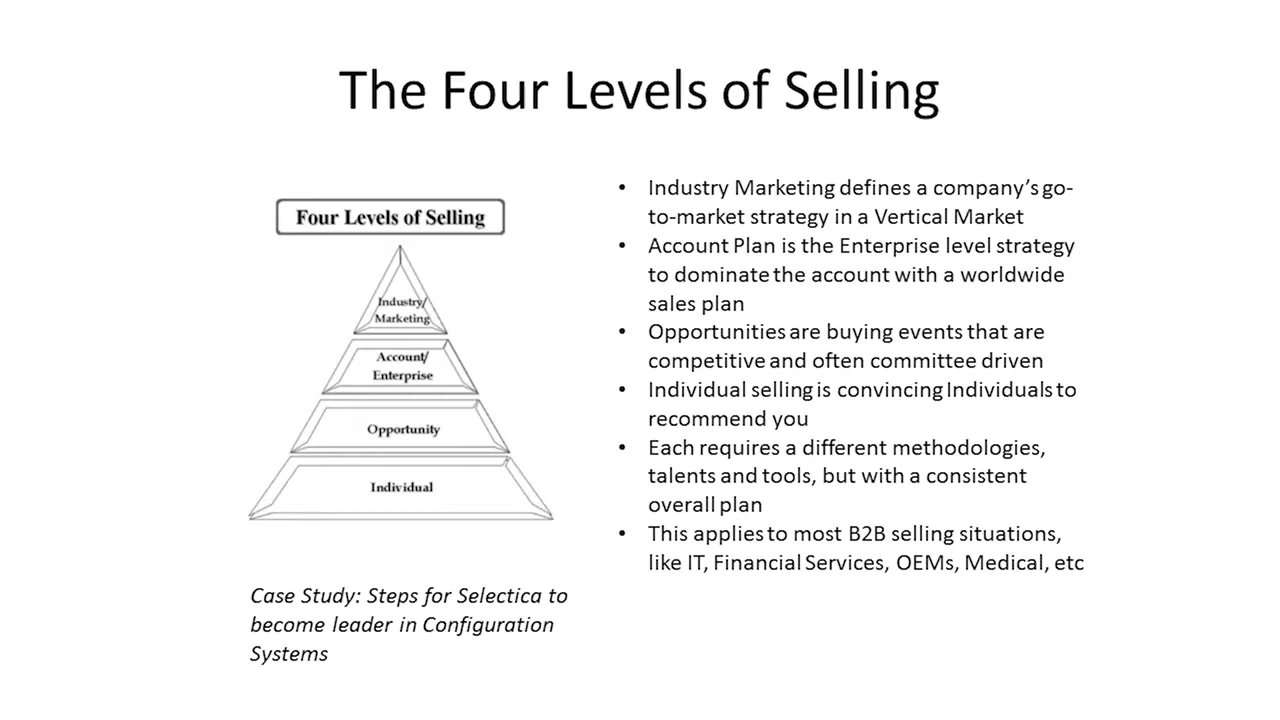 The Four Levels of Selling
Four Levels of Selling
Industry/
Marketing
Account/
Enterprise
Opportunity
Individual
Case Study: Steps for Selectica to
become leader in Configuration
Systems
• Industry Marketing defines a company’s go-
to-market strategy in a Vertical Market
• Account Plan is the Enterprise level strategy
to dominate the account with a worldwide
sales plan
• Opportunities are buying events that are
competitive and often committee driven
• Individual selling is convincing Individuals to
recommend you
• Each requires a different methodologies,
talents and tools, but with a consistent
overall plan
• This applies to most B2B selling situations,
like IT, Financial Services, OEMs, Medical, etc